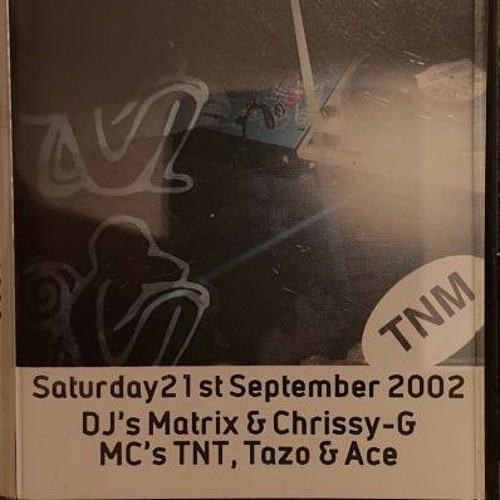 TNM
Saturday21st September 2002
DJ's Matrix & Chrissy-G
MC's TNT, Tazo & Ace